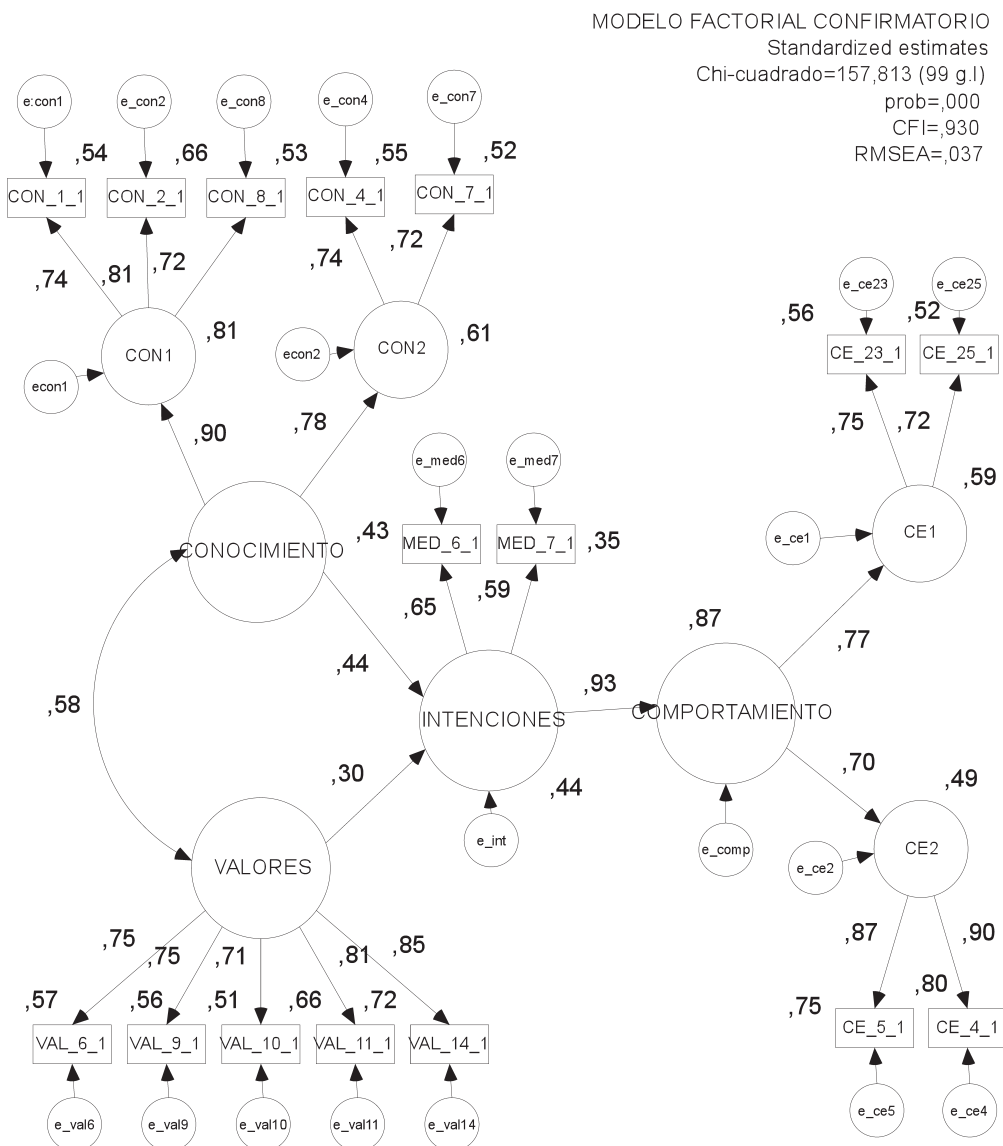 MODELO FACTORIAL CONFIRMATORIO
Standardized estimates
Chi-cuadrado=157,813 (99 g.l)
prob=,000
CFI=,930
RMSEA=,037
e:con1 e_con2 e_con8 e_con4 e_con7
,54 ,66 ,53 ,55 ,52
CON_1_1 CON_2_1 CON_8_1 CON_4_1 CON_7_1
,74 ,81 ,72 ,74 ,72
e_ce23 e_ce25
,56 ,52
CE_23_1 CE_25_1
,81 ,61
CON1 CON2
econ1 econ2
,75 ,72
,90 ,78
e_med6 e_med7
,59
,43 ,35
MED_6_1 MED_7_1
CONOCIMIENTO
e_ce1 CE1
,65 ,59
,87 ,77
,44
,58
,93
INTENCIONES COMPORTAMIENTO
,30 ,44
,70 ,49
e_int e_comp e_ce2 CE2
VALORES
,75 ,75 ,71 ,81 ,85
,87 ,90
,57 ,56 ,51 ,66 ,72
,75 ,80
VAL_6_1 VAL_9_1 VAL_10_1 VAL_11_1 VAL_14_1
CE_5_1 CE_4_1
e_val6 e_val9 e_val10 e_val11 e_val14
e_ce5 e_ce4